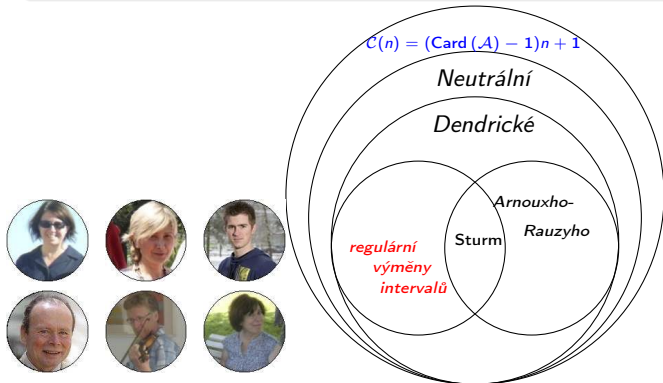 C(n) = (Card (A) − 1)n + 1
Neutrální
Dendrické
Arnouxho-
Rauzyho
Sturm
regulární
výměny
intervalů